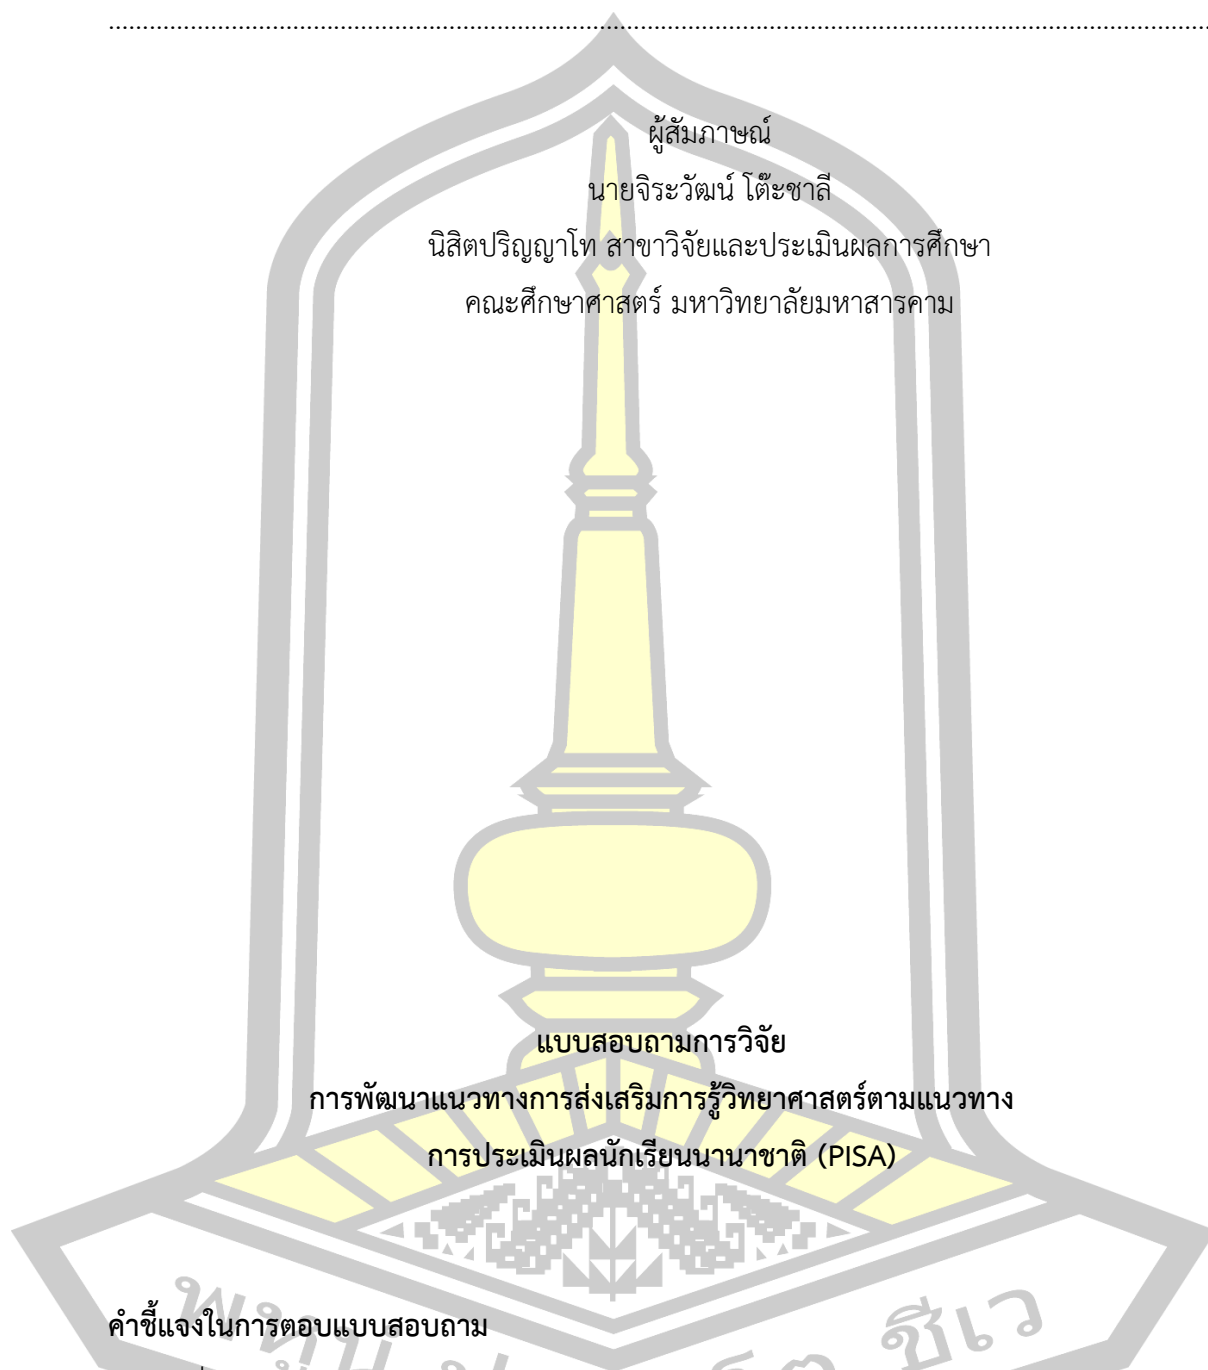 ผู้สัมภาษณ์
นายจิระวัฒน์ โต๊ะชาลี
นิสิตปริญญาโท สาขาวิจัยและประเมินผลการศึกษา
คณะศึกษาศาสตร์ มหาวิทยาลัยมหาสารคาม
แบบสอบถามการวิจัย
การพัฒนาแนวทางการส่งเสริมการรู้วิทยาศาสตร์ตามแนวทาง
การประเมินผลนักเรียนนานาชาติ (PISA)
คำชี้แจงในการตอบแบบสอบถาม